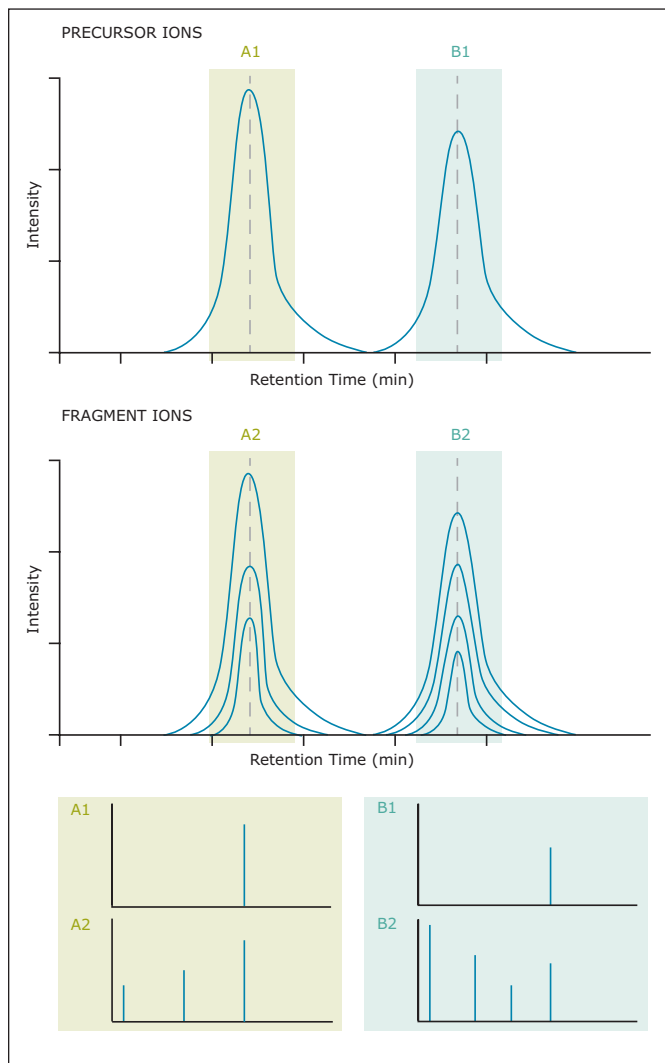 PRECURSOR IONS
A1
B1
Intensity
Retention Time (min)
FRAGMENT IONS
A2
B2
Intensity
Retention Time (min)
A1
B1
A2
B2